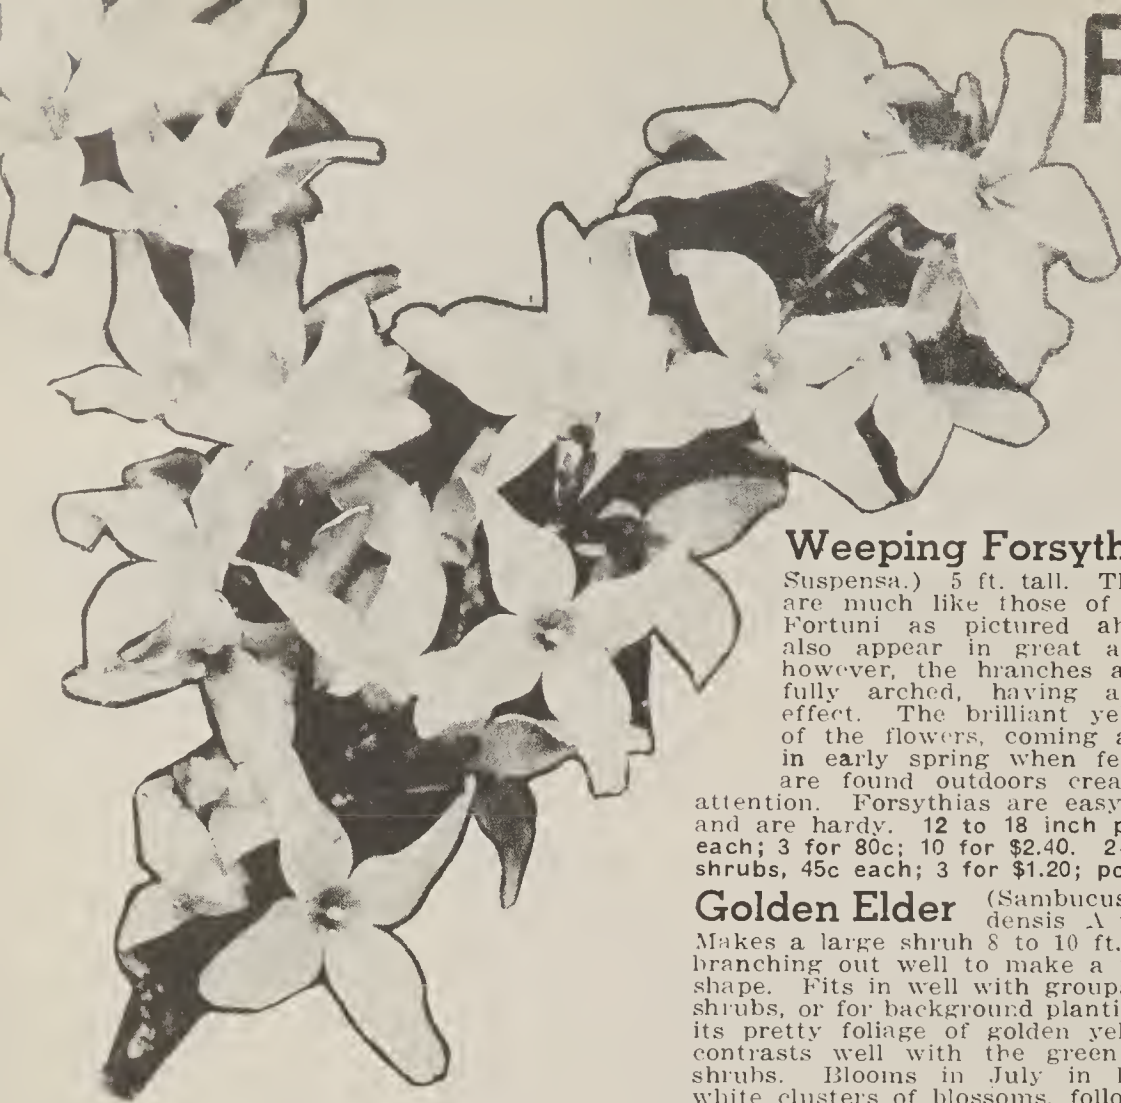 F
Weeping Forsyth
Suspensa.) 5 ft. tall. Th
are much like those of
Fortuni as pictured ab
also appear in great a
however, the branches a
fully arched, having a
effect. The brilliant ye
of the flowers, coming a
in early spring when fe
are found outdoors crea
attention. Forsythias are easy
and are hardy. 12 to 18 inch p
each; 3 for 80c; 10 for $2.40. 2-
shrubs, 45c each; 3 for $1.20; po
Golden Elder (Sambucus
densis A
Makes a large shrub 8 to 10 ft.
branching out well to make a
shape. Fits in well with group
shrubs, or for background planti
its pretty foliage of golden yel
contrasts well with the green
shrubs. Blooms in July in
white clusters of blossoms, follo